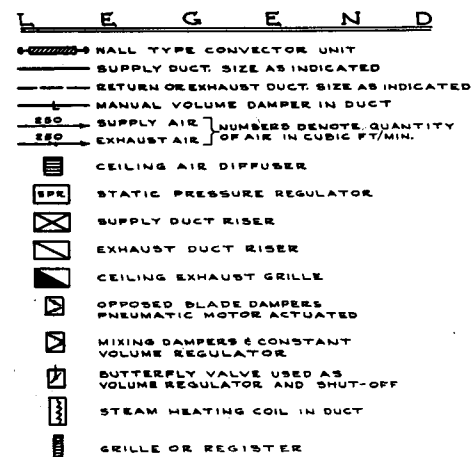 LEGEND
WALL TYPE CONVECTOR UNIT
SUPPLY DUCT. SIZE AS INDICATED
RETURN OR EXHAUST DUCT. SIZE AS INDICATED
MANUAL VOLUME DAMPER IN DUCT
250 SUPPLY AIR
250 EXHAUST AIR
NUMBERS DENOTE QUANTITY
OF AIR IN CUBIC FT/MIN.
CEILING AIR DIFFUSER
SPR STATIC PRESSURE REGULATOR
SUPPLY DUCT RISER
EXHAUST DUCT RISER
CEILING EXHAUST GRILLE
OPPOSED BLADE DAMPERS
PNEUMATIC MOTOR ACTUATED
MIXING DAMPERS & CONSTANT
VOLUME REGULATOR
BUTTERFLY VALVE USED AS
VOLUME REGULATOR AND SHUT-OFF
STEAM HEATING COIL IN DUCT
GRILLE OR REGISTER